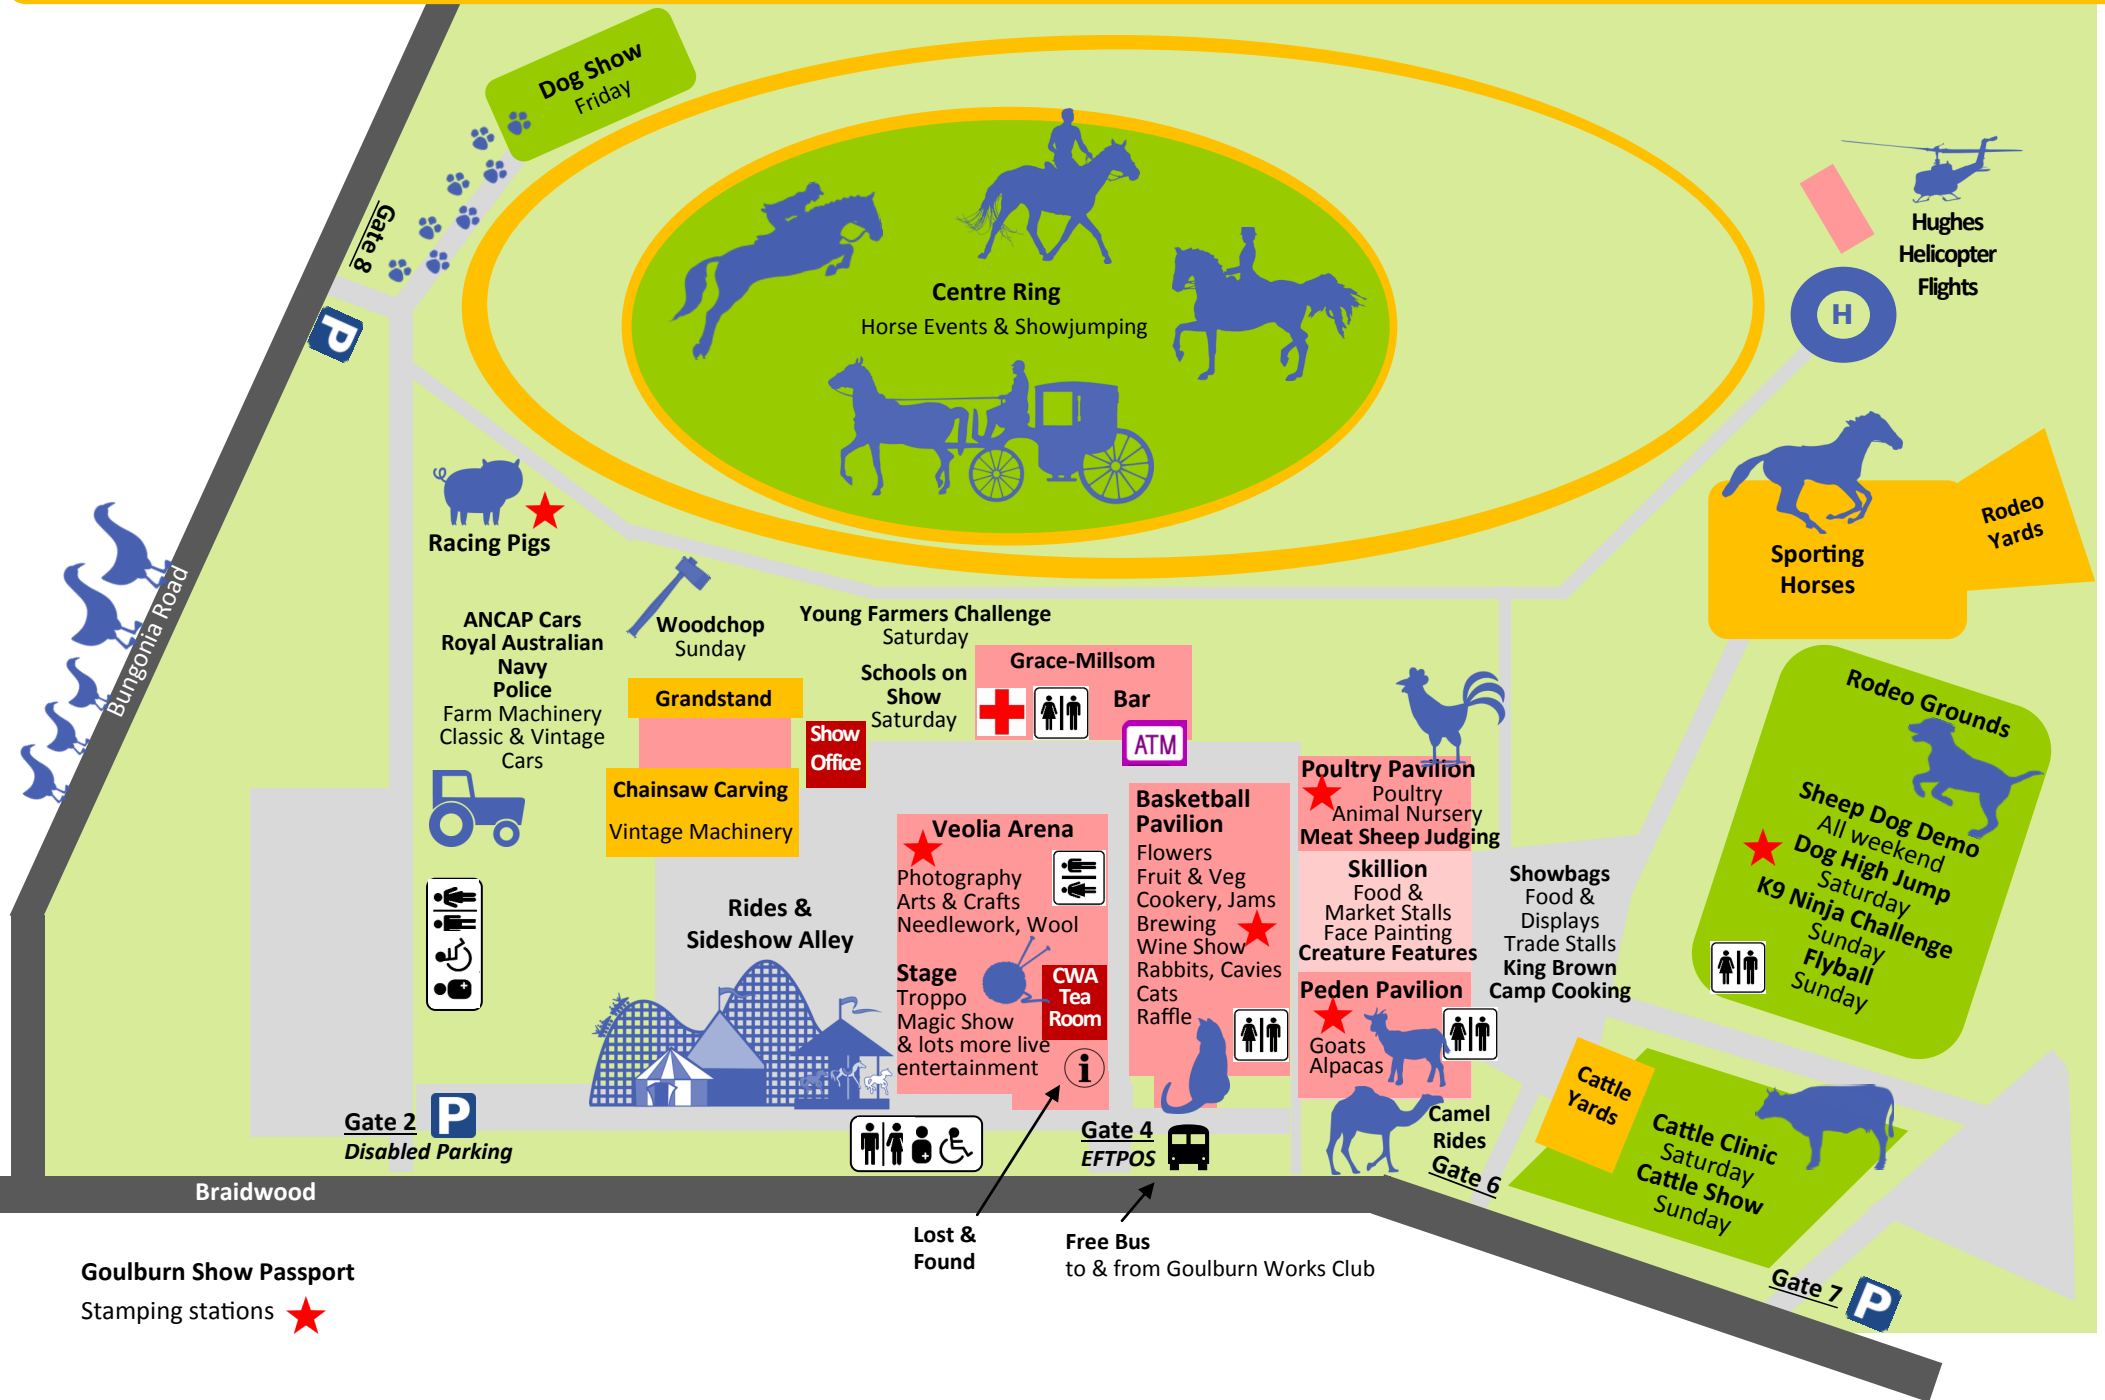 Dog Show
Friday
Gate 8
P
Centre Ring
Horse Events & Showjumping
Hughes
Helicopter
Flights
H
Racing Pigs
Bungonia Road
Sporting
Horses
Rodeo
Yards
ANCAP Cars
Royal Australian
Navy
Police
Farm Machinery
Classic & Vintage
Cars
Woodchop
Sunday
Young Farmers Challenge
Saturday
Schools on
Show
Saturday
Grace-Millsom
Bar
ATM
Grandstand
Show
Office
Chainsaw Carving
Vintage Machinery
Rides &
Sideshow Alley
Veolia Arena
Photography
Arts & Crafts
Needlework, Wool
Stage
Troppo
Magic Show
& lots more live
entertainment
CWA
Tea
Room
i
Basketball
Pavilion
Flowers
Fruit & Veg
Cookery, Jams
Brewing
Wine Show
Rabbits, Cavies
Cats
Raffle
Poultry Pavilion
Poultry
Animal Nursery
Meat Sheep Judging
Skillion
Food &
Market Stalls
Face Painting
Creature Features
Peden Pavilion
Goats
Alpacas
Showbags
Food &
Displays
Trade Stalls
King Brown
Camp Cooking
Rodeo Grounds
Sheep Dog Demo
All weekend
Dog High Jump
Saturday
K9 Ninja Challenge
Sunday
Flyball
Sunday
Cattle
Yards
Cattle Clinic
Saturday
Cattle Show
Sunday
Camel
Rides
Gate 6
Gate 2
Disabled Parking
P
Gate 4
EFTPOS
Braidwood
Lost &
Found
Free Bus
to & from Goulburn Works Club
Gate 7
P
Goulburn Show Passport
Stamping stations